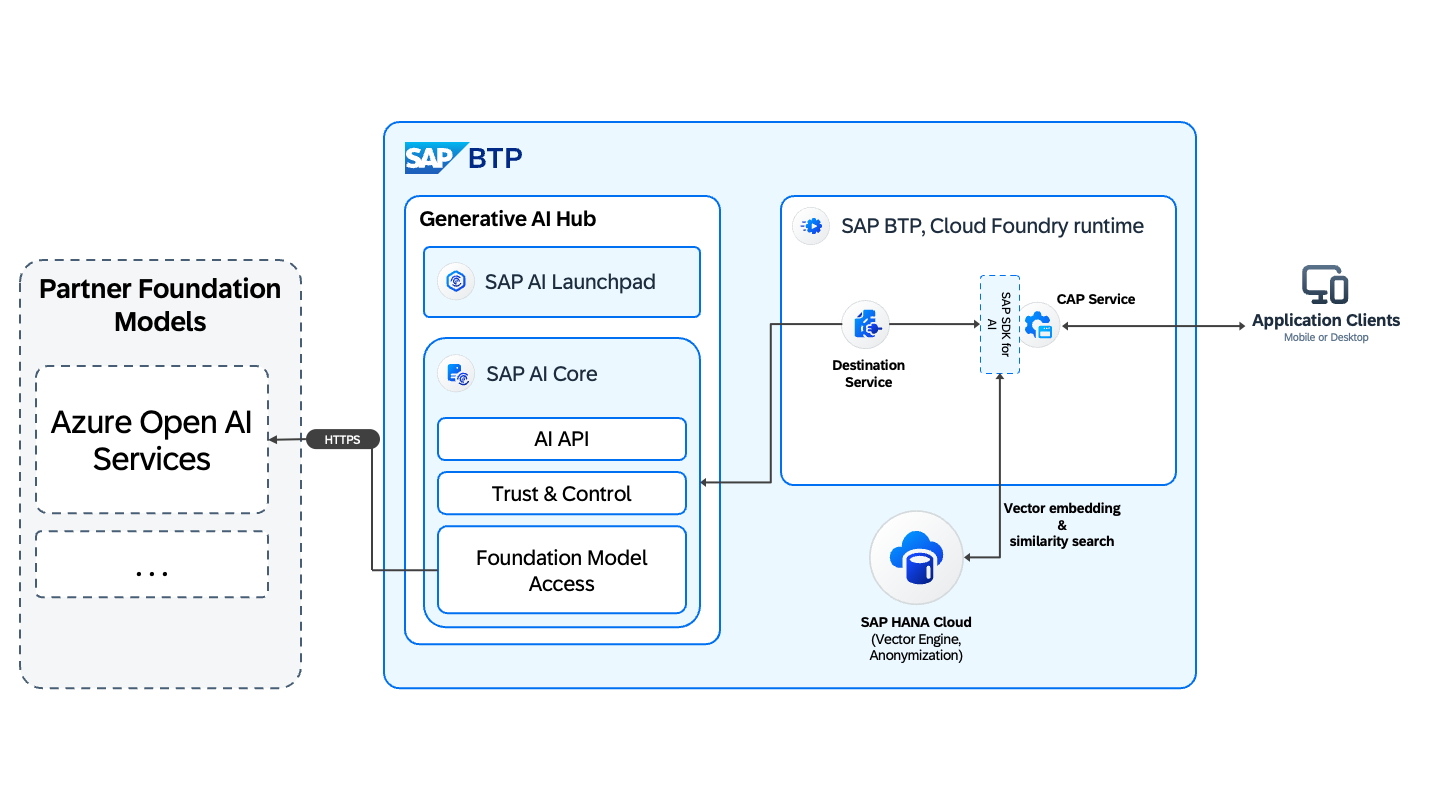 SAP BTP
Generative AI Hub
SAP AI Launchpad
SAP AI Core
AI API
Trust & Control
Foundation Model
Access
Partner Foundation
Models
Azure Open AI
Services
...
HTTPS
SAP BTP, Cloud Foundry runtime
Destination
Service
SAP SDK for
AI
CAP Service
Application Clients
Mobile or Desktop
Vector embedding
&
similarity search
SAP HANA Cloud
(Vector Engine,
Anonymization)